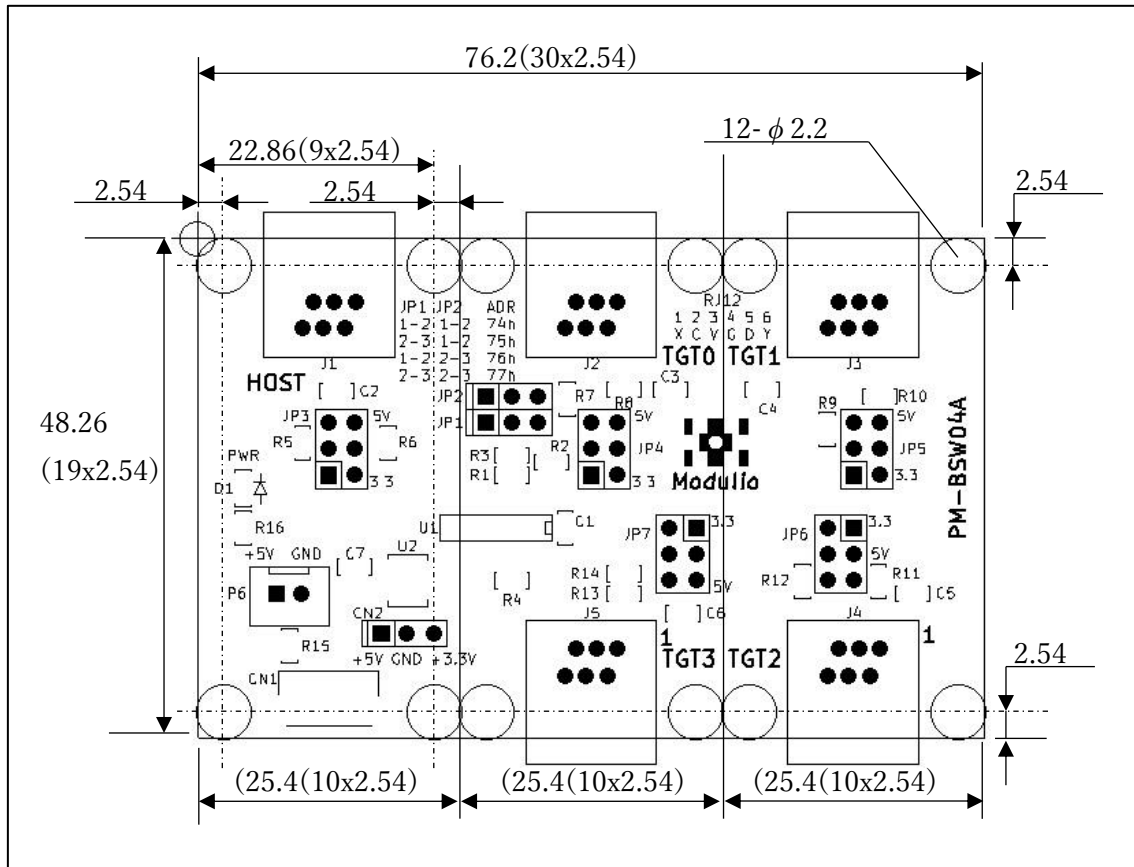 76.2(30x2.54)
22.86(9x2.54)
12-φ2.2
2.54
2.54
2.54
48.26
(19x2.54)
JP1 JP2 ADR
1-2 1-2 74h
2-3 1-2 75h
1-2 2-3 76h
2-3 2-3 77h
RJ12
1 2 3 4 5 6
X C V G D Y
J1
J2
J3
TGT0 TGT1
HOST
C2
JP2
JP1
R7
R8
C3
C4
R9
R10
JP3
5V
R5
R6
3.3
R3
R1
R2
5V
JP4
3.3
Modulio
5V
JP5
3.3
PM-BSW04A
PWR
D1
R16
U1
C1
JP7
3.3
5V
JP6
3.3
5V
+5V GND
C7
U2
P6
R4
R14
R13
R12
R11
C5
C6
CN2
+5V GND +3.3V
R15
CN1
J5
1
TGT3 TGT2
J4
1
2.54
(25.4(10x2.54)
(25.4(10x2.54)
(25.4(10x2.54)